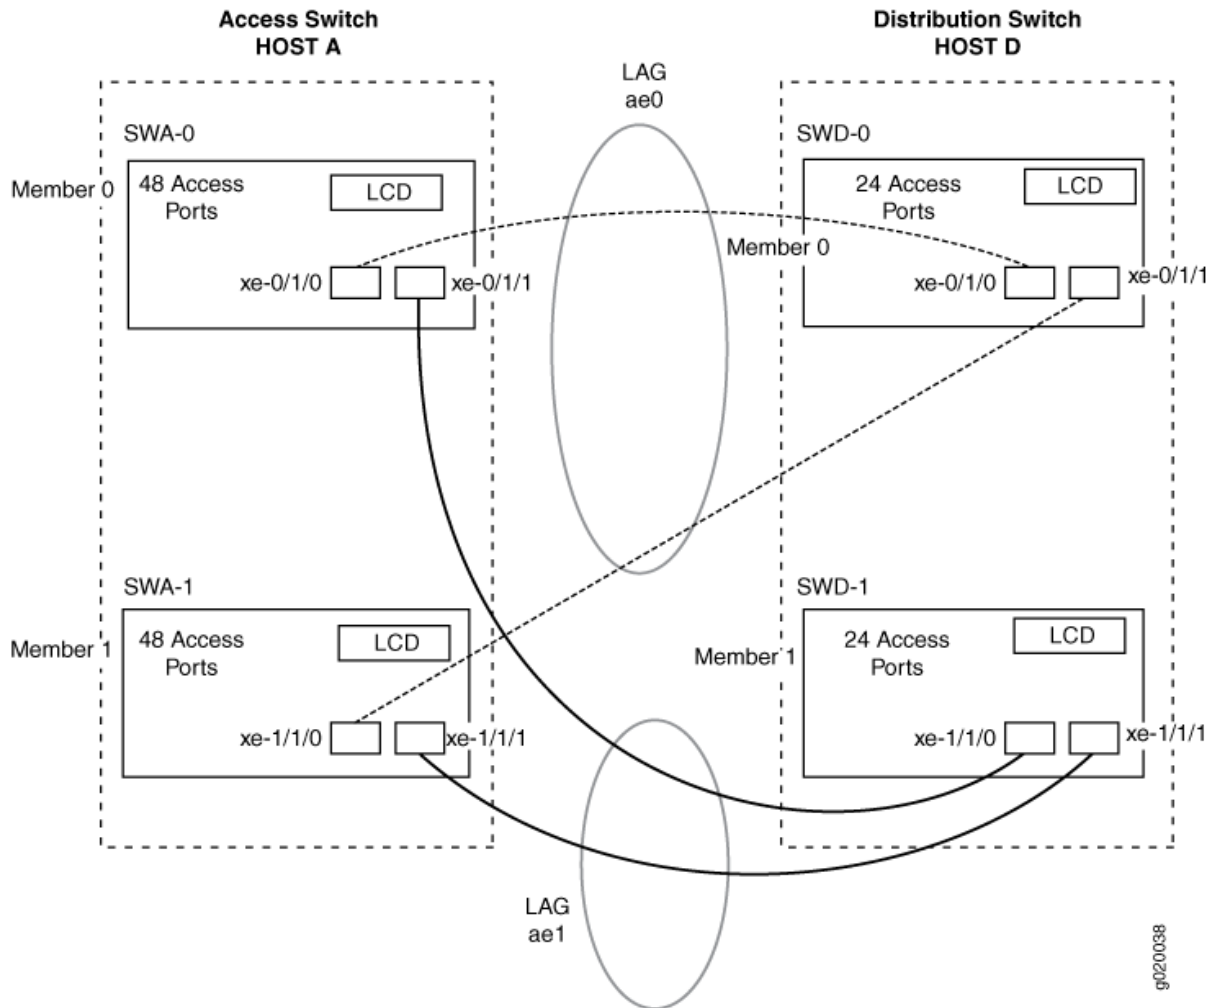 Access Switch
HOST A
Distribution Switch
HOST D
LAG
ae0
SWA-0
SWD-0
Member 0
48 Access
Ports
LCD
24 Access
Ports
LCD
Member 0
xe-0/1/0
xe-0/1/1
xe-0/1/0
xe-0/1/1
SWA-1
SWD-1
Member 1
48 Access
Ports
LCD
Member 1
24 Access
Ports
LCD
xe-1/1/0
xe-1/1/1
xe-1/1/0
xe-1/1/1
LAG
ae1
g020038